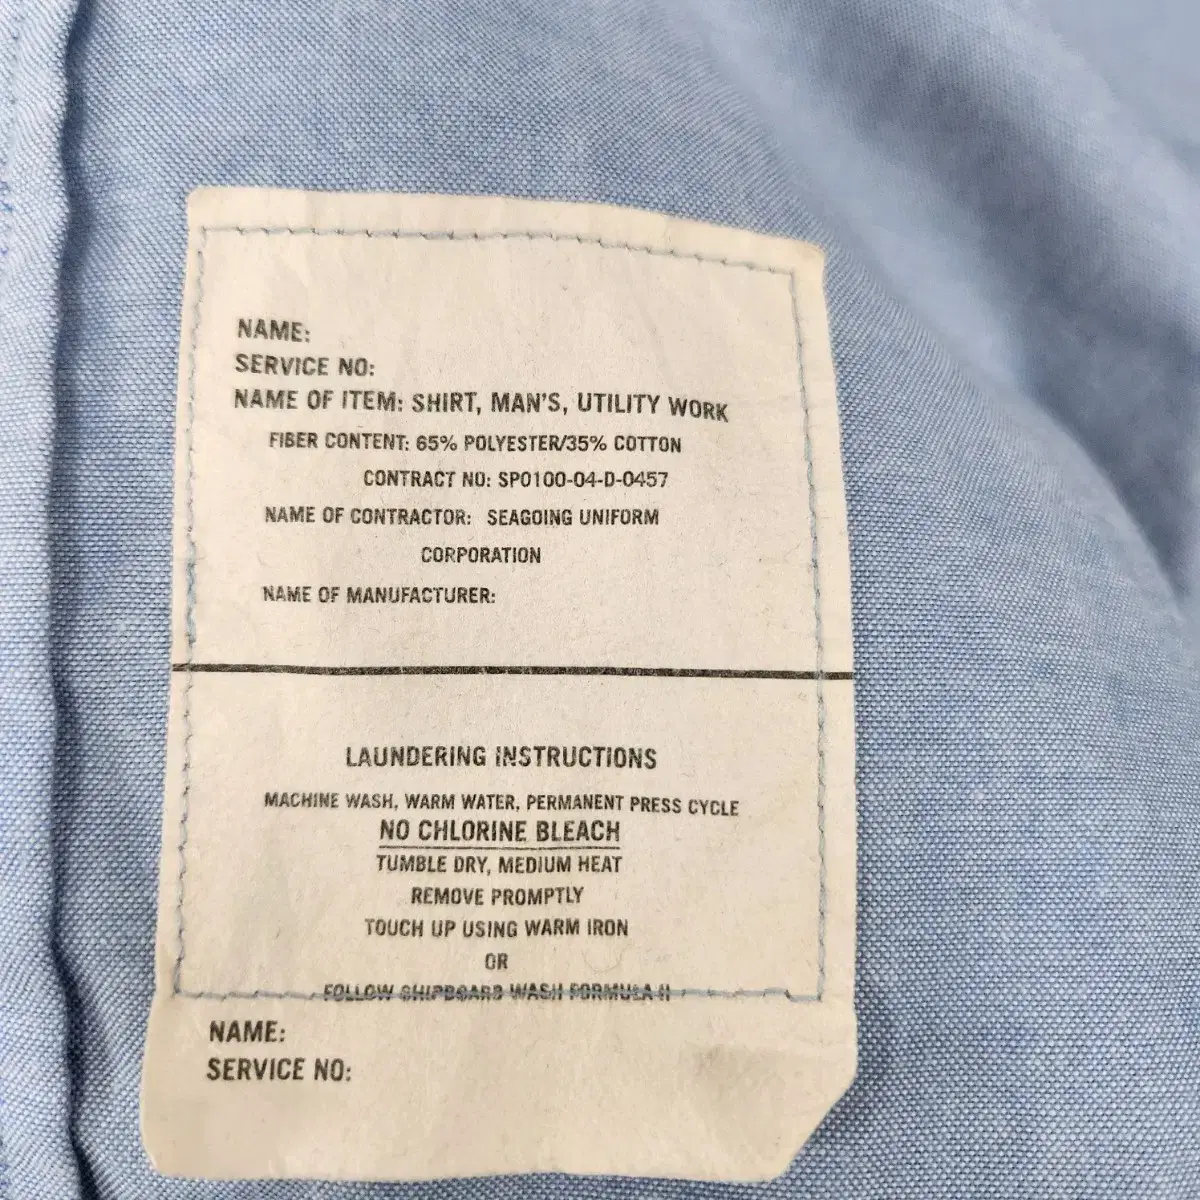 NAME:
SERVICE NO:
NAME OF ITEM: SHIRT, MAN'S, UTILITY WORK
FIBER CONTENT: 65% POLYESTER/35% COTTON
CONTRACT NO: SP0100-04-D-0457
NAME OF CONTRACTOR: SEAGOING UNIFORM
CORPORATION
NAME OF MANUFACTURER:
LAUNDERING INSTRUCTIONS
MACHINE WASH, WARM WATER, PERMANENT PRESS CYCLE
NO CHLORINE BLEACH
TUMBLE DRY, MEDIUM HEAT
REMOVE PROMPTLY
TOUCH UP USING WARM IRON
OR
FOLLOW SHIPBOARD WASH FORMULA II
NAME:
SERVICE NO: